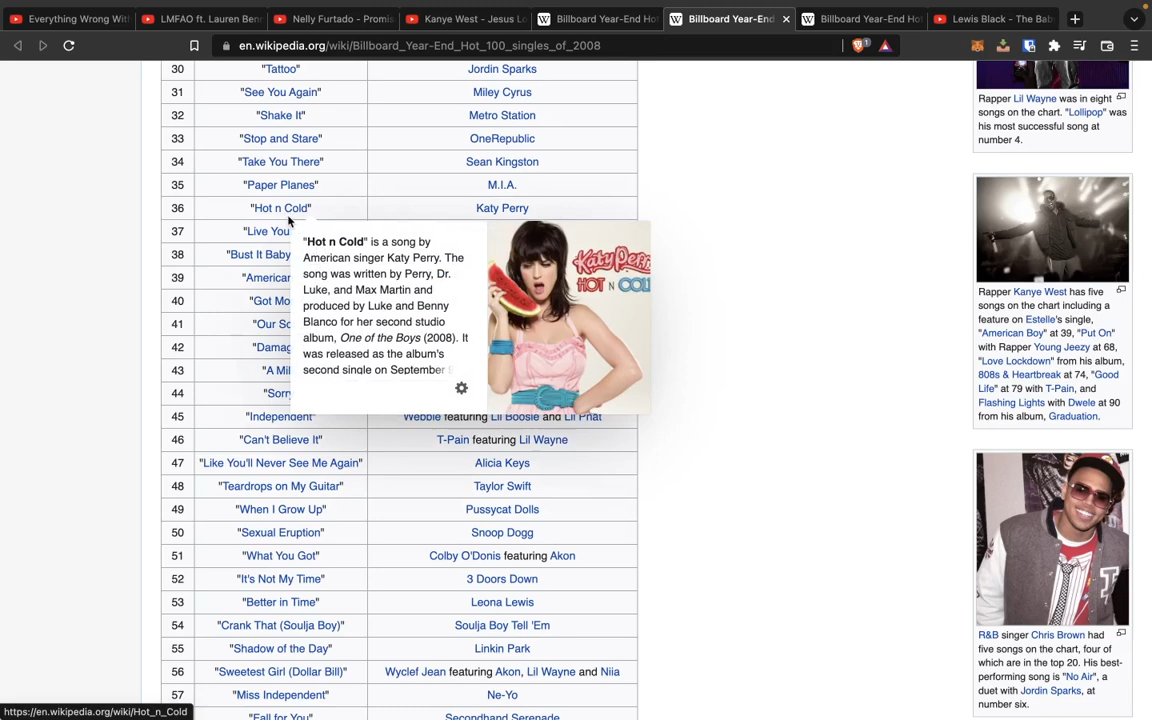 Everything Wrong Wit
LMFAO ft. Lauren Ben
Nelly Furtado - Promis
Kanye West - Jesus Lo
Billboard Year-End Ho
Billboard Year-End
Billboard Year-End Ho
Lewis Black - The Ba
en.wikipedia.org/wiki/Billboard_Year-End_Hot_100_singles_of_2008
30 "Tattoo" Jordin Sparks
31 "See You Again" Miley Cyrus
32 "Shake It" Metro Station
33 "Stop and Stare" OneRepublic
34 "Take You There" Sean Kingston
35 "Paper Planes" M.I.A.
36 "Hot n Cold" Katy Perry
37 "Live You
38 "Bust It Baby
39 "American
40 "Got Mo
41 "Our So
42 "Damag
43 "A Mil
44 "Sorry
45 "Independent" Webbie featuring Lil Boosie and Lil Phat
46 "Can't Believe It" T-Pain featuring Lil Wayne
47 "Like You'll Never See Me Again" Alicia Keys
48 "Teardrops on My Guitar" Taylor Swift
49 "When I Grow Up" Pussycat Dolls
50 "Sexual Eruption" Snoop Dogg
51 "What You Got" Colby O'Donis featuring Akon
52 "It's Not My Time" 3 Doors Down
53 "Better in Time" Leona Lewis
54 "Crank That (Soulja Boy)" Soulja Boy Tell 'Em
55 "Shadow of the Day" Linkin Park
56 "Sweetest Girl (Dollar Bill)" Wyclef Jean featuring Akon, Lil Wayne and Niia
57 "Miss Independent" Ne-Yo
"Fall for You" Secondhand Serenade
"Hot n Cold" is a song by
American singer Katy Perry. The
song was written by Perry, Dr.
Luke, and Max Martin and
produced by Luke and Benny
Blanco for her second studio
album, One of the Boys (2008). It
was released as the album's
second single on September
Katy Perry
HOT N COLD
Rapper Lil Wayne was in eight
songs on the chart. "Lollipop" was
his most successful song at
number 4.
Rapper Kanye West has five
songs on the chart including a
feature on Estelle's single,
"American Boy" at 39, "Put On"
with Rapper Young Jeezy at 68,
"Love Lockdown" from his album,
808s & Heartbreak at 74, "Good
Life" at 79 with T-Pain, and
Flashing Lights with Dwele at 90
from his album, Graduation.
R&B singer Chris Brown had
five songs on the chart, four of
which are in the top 20. His best-
performing song is "No Air", a
duet with Jordin Sparks, at
number six.
https://en.wikipedia.org/wiki/Hot_n_Cold